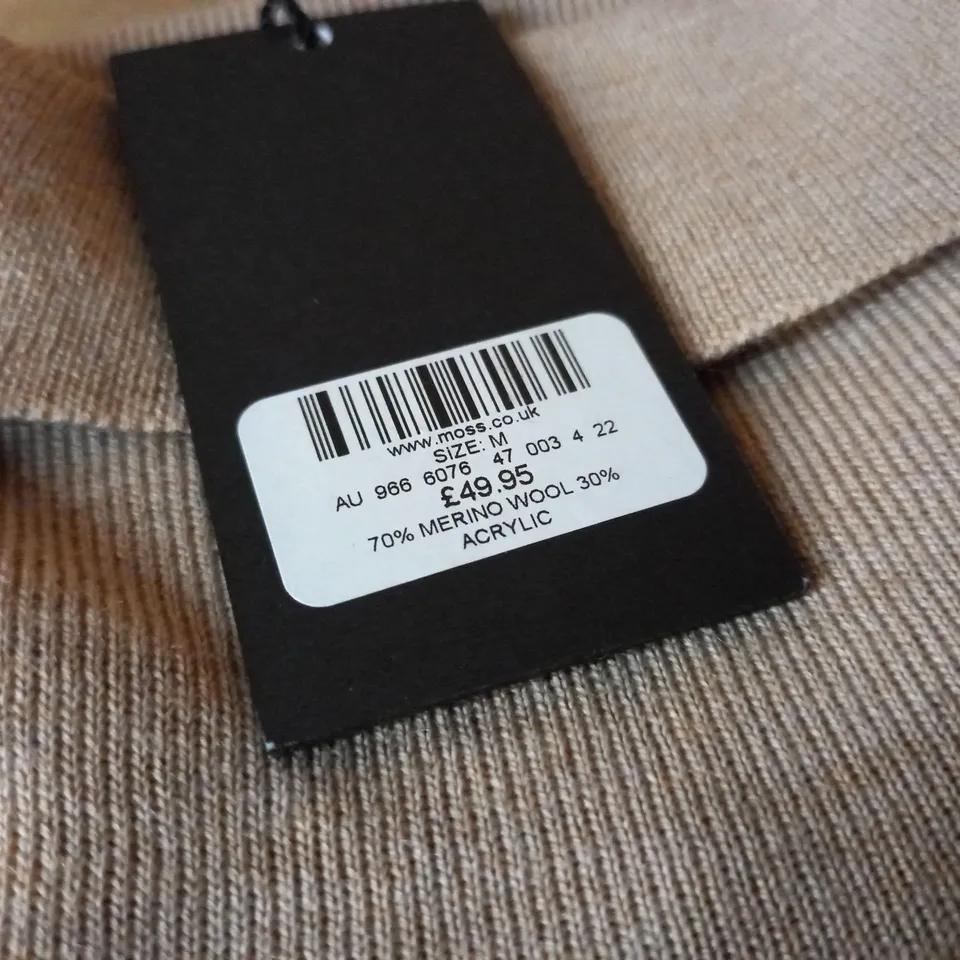 www.moss.co.uk
SIZE: M
AU 966 6076 47 003 4 22
£49.95
70% MERINO WOOL 30%
ACRYLIC